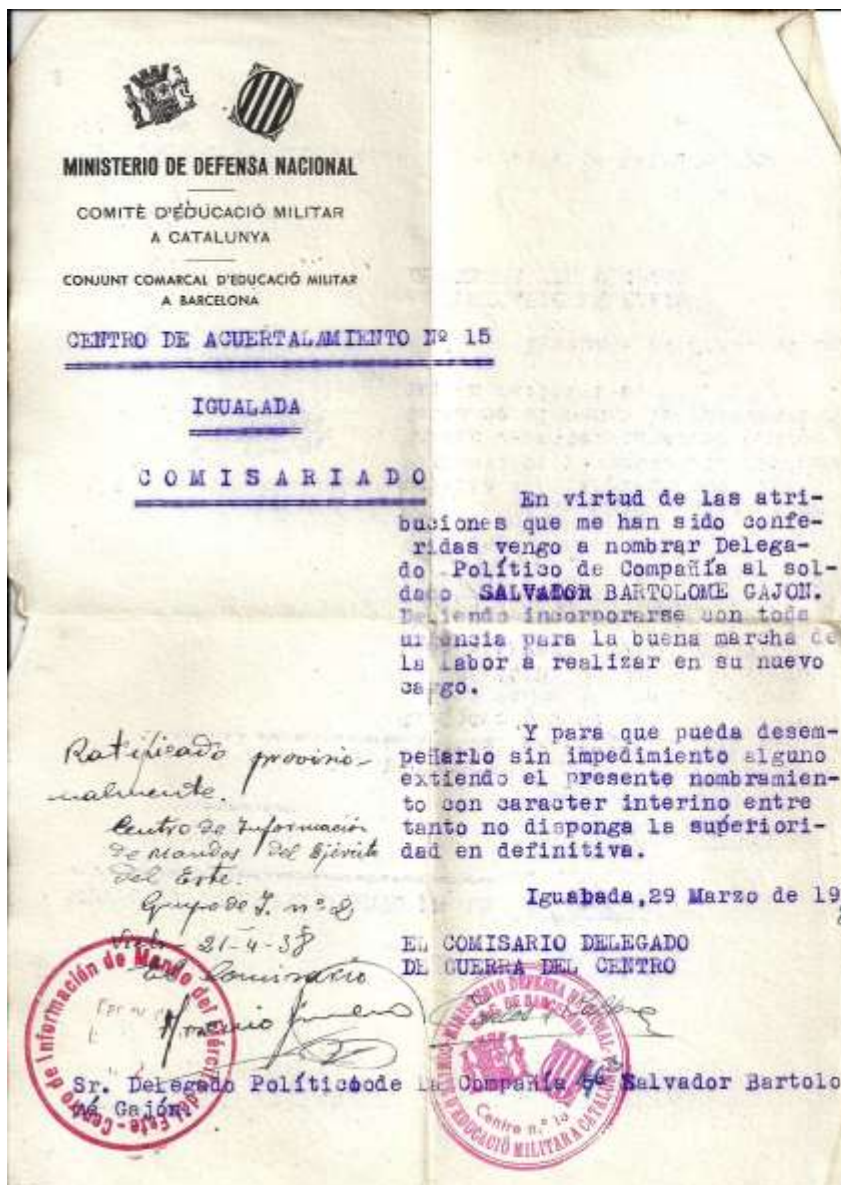 MINISTERIO DE DEFENSA NACIONAL
COMITÈ D'EDUCACIÓ MILITAR
A CATALUNYA
CONJUNT COMARCAL D'EDUCACIÓ MILITAR
A BARCELONA
CENTRO DE ACUERTALAMIENTO Nº 15
IGUALADA
COMISARIADO
En virtud de las atri-
buciones que me han sido confe-
ridas vengo a nombrar Delega-
do Político de Compañía al sol-
dado SALVADOR BARTOLOME GAJON.
Debiendo incorporarse con toda
urgencia para la buena marcha de
la labor a realizar en su nuevo
cargo.
Y para que pueda desem-
peñarlo sin impedimento alguno
extiendo el presente nombramien-
to con caracter interino entre
tanto no disponga la superiori-
dad en definitiva.
Igualada,29 Marzo de 19
EL COMISARIO DELEGADO
DE GUERRA DEL CENTRO
Ratificado provisio-
nalmente.
Centro de Información
de Mandos del Ejército
del Este.
Grupo de I. nº 2
21-4-38
El Comisario
Centro de Información de Mando del Ejército del Este
MINISTERIO DEFENSA NACIONAL
DE BARCELONA
Centro n.º 15
D'EDUCACIÓ MILITAR A CATALUNYA
Sr. Delegado Político de la Compañía Salvador Bartolo
mé Gajón.